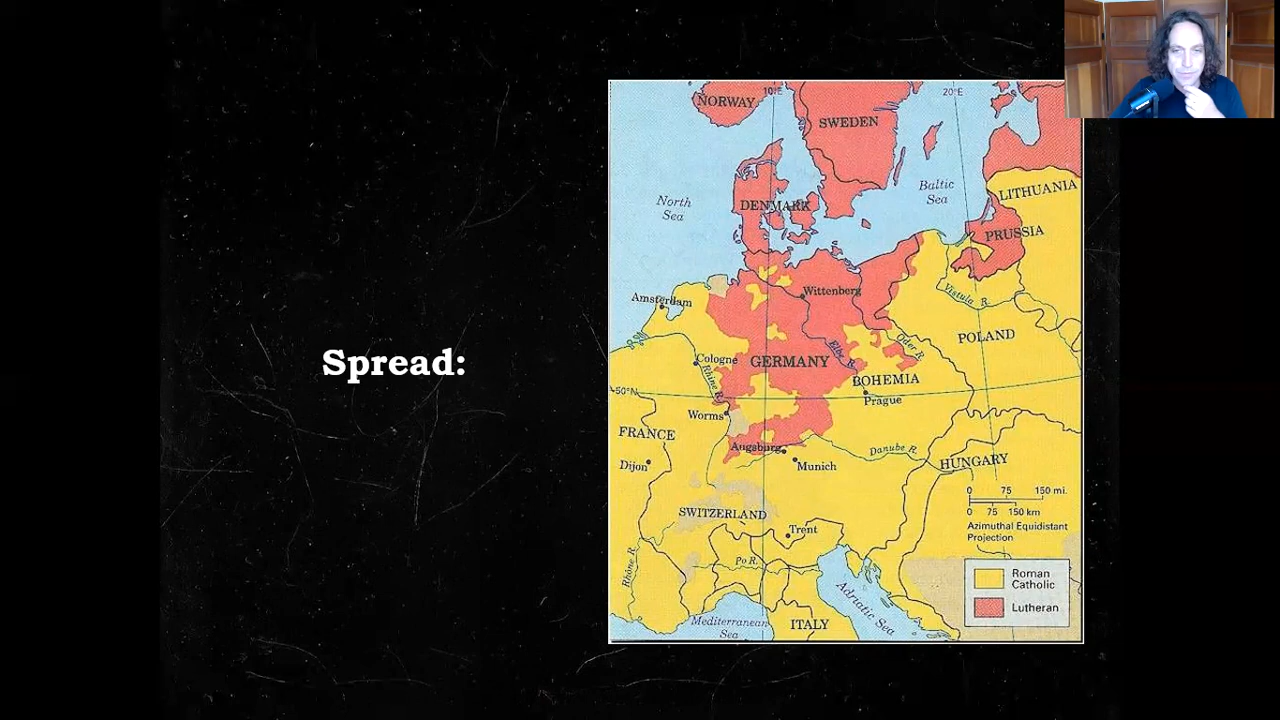 Spread:
NORWAY
10°E
20°E
SWEDEN
North
Sea
Baltic
Sea
LITHUANIA
DENMARK
PRUSSIA
Amsterdam
Wittenberg
Vistula R.
POLAND
Cologne
Rhine R.
GERMANY
Elbe R.
Oder R.
BOHEMIA
50°N
Prague
Worms
FRANCE
Augsburg
Danube R.
Dijon
Munich
HUNGARY
SWITZERLAND
0 75 150 mi.
0 75 150 km
Azimuthal Equidistant
Projection
Trent
Po R.
Rhône R.
Adriatic Sea
Mediterranean
Sea
ITALY
Roman
Catholic
Lutheran